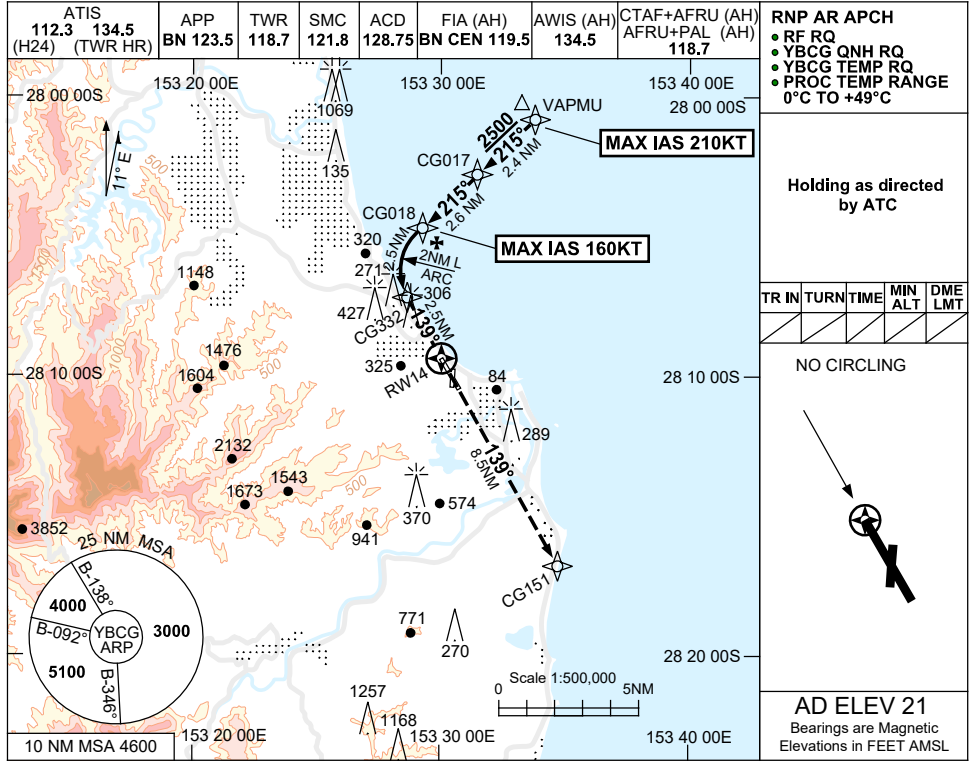 ATIS
112.3 134.5
(H24) (TWR HR)
APP
BN 123.5
TWR
118.7
SMC
121.8
ACD
128.75
FIA (AH)
BN CEN 119.5
AWIS (AH)
134.5
CTAF+AFRU (AH)
AFRU+PAL (AH)
118.7
RNP AR APCH
• RF RQ
• YBCG QNH RQ
• YBCG TEMP RQ
• PROC TEMP RANGE
0°C TO +49°C
Holding as directed
by ATC
TR IN
TURN
TIME
MIN
ALT
DME
LMT
NO CIRCLING
AD ELEV 21
Bearings are Magnetic
Elevations in FEET AMSL
153 20 00E
153 30 00E
153 40 00E
28 00 00S
28 00 00S
1069
VAPMU
2500
215°
2.4 NM
MAX IAS 210KT
11° E
500
135
CG017
215°
2.6 NM
CG018
MAX IAS 160KT
1500
320
2.5NM
2NM L
ARC
271
1148
306
427
CG332
2.5NM
139°
1000
1476
500
325
RW14
28 10 00S
28 10 00S
1604
84
289
2132
139°
8.5NM
1543
500
1673
370
574
941
3852
CG151
25 NM MSA
B-138°
4000
3000
B-092°
YBCG
ARP
5100
B-346°
771
270
28 20 00S
Scale 1:500,000
0
5NM
1257
1168
10 NM MSA 4600
153 20 00E
153 30 00E
153 40 00E